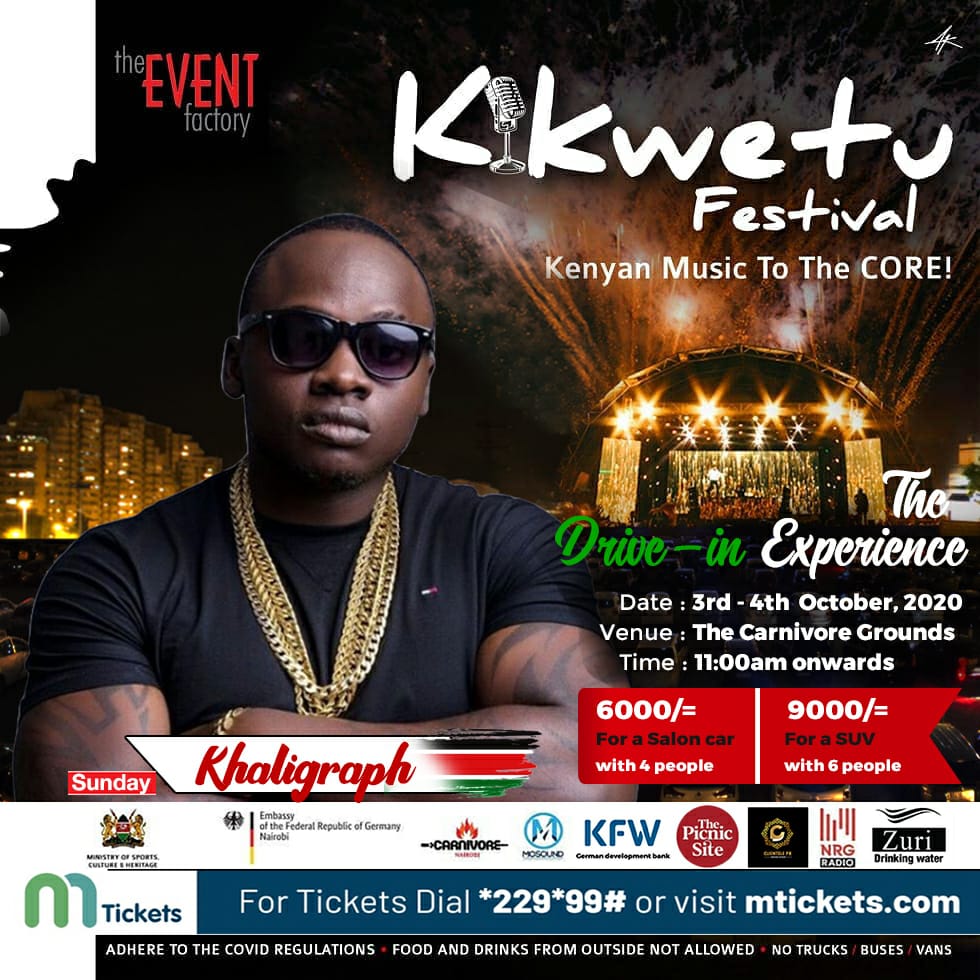 the
EVENT
factory
Kikwetu
Festival
Kenyan Music To The CORE!
The
Drive-in Experience
Date : 3rd - 4th October, 2020
Venue : The Carnivore Grounds
Time : 11:00am onwards
6000/=
For a Salon car
with 4 people
9000/=
For a SUV
with 6 people
Sunday
Khaligraph
MINISTRY OF SPORTS,
CULTURE & HERITAGE
Embassy
of the Federal Republic of Germany
Nairobi
CARNIVORE
NAIROBI
MOSOUND
KFW
German development bank
The
Picnic
Site
NRG
RADIO
Zuri
Drinking water
Tickets
For Tickets Dial *229*99# or visit mtickets.com
ADHERE TO THE COVID REGULATIONS • FOOD AND DRINKS FROM OUTSIDE NOT ALLOWED • NO TRUCKS / BUSES / VANS